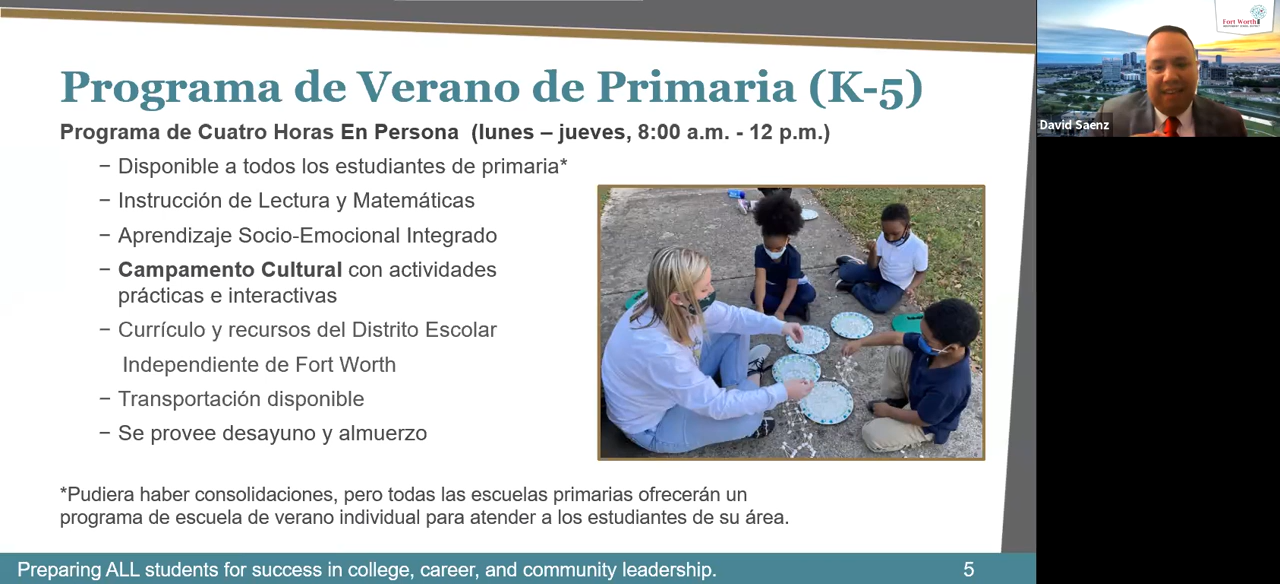 Programa de Verano de Primaria (K-5)
Programa de Cuatro Horas En Persona (lunes – jueves, 8:00 a.m. - 12 p.m.)
− Disponible a todos los estudiantes de primaria*
− Instrucción de Lectura y Matemáticas
− Aprendizaje Socio-Emocional Integrado
− Campamento Cultural con actividades
prácticas e interactivas
− Currículo y recursos del Distrito Escolar
Independiente de Fort Worth
− Transportación disponible
− Se provee desayuno y almuerzo
*Pudiera haber consolidaciones, pero todas las escuelas primarias ofrecerán un
programa de escuela de verano individual para atender a los estudiantes de su área.
Preparing ALL students for success in college, career, and community leadership.
5
Fort Worth
David Saenz